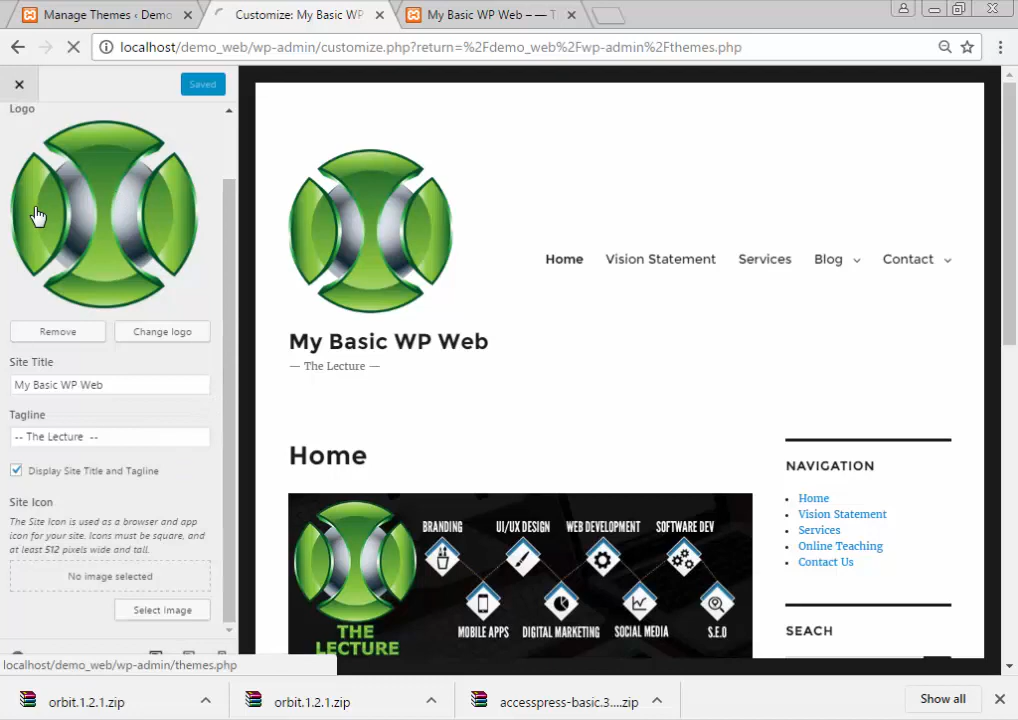 Manage Themes ‹ Demo
Customize: My Basic WP
My Basic WP Web – — T
localhost/demo_web/wp-admin/customize.php?return=%2Fdemo_web%2Fwp-admin%2Fthemes.php
Saved
Logo
Remove
Change logo
Site Title
My Basic WP Web
Tagline
-- The Lecture --
Display Site Title and Tagline
Site Icon
The Site Icon is used as a browser and app
icon for your site. Icons must be square, and
at least 512 pixels wide and tall.
No image selected
Select Image
localhost/demo_web/wp-admin/themes.php
Home
Vision Statement
Services
Blog
Contact
My Basic WP Web
— The Lecture —
Home
BRANDING
UI/UX DESIGN
WEB DEVELOPMENT
SOFTWARE DEV
MOBILE APPS
DIGITAL MARKETING
SOCIAL MEDIA
S.E.O
THE
LECTURE
NAVIGATION
Home
Vision Statement
Services
Online Teaching
Contact Us
SEACH
orbit.1.2.1.zip
orbit.1.2.1.zip
accesspress-basic.3....zip
Show all